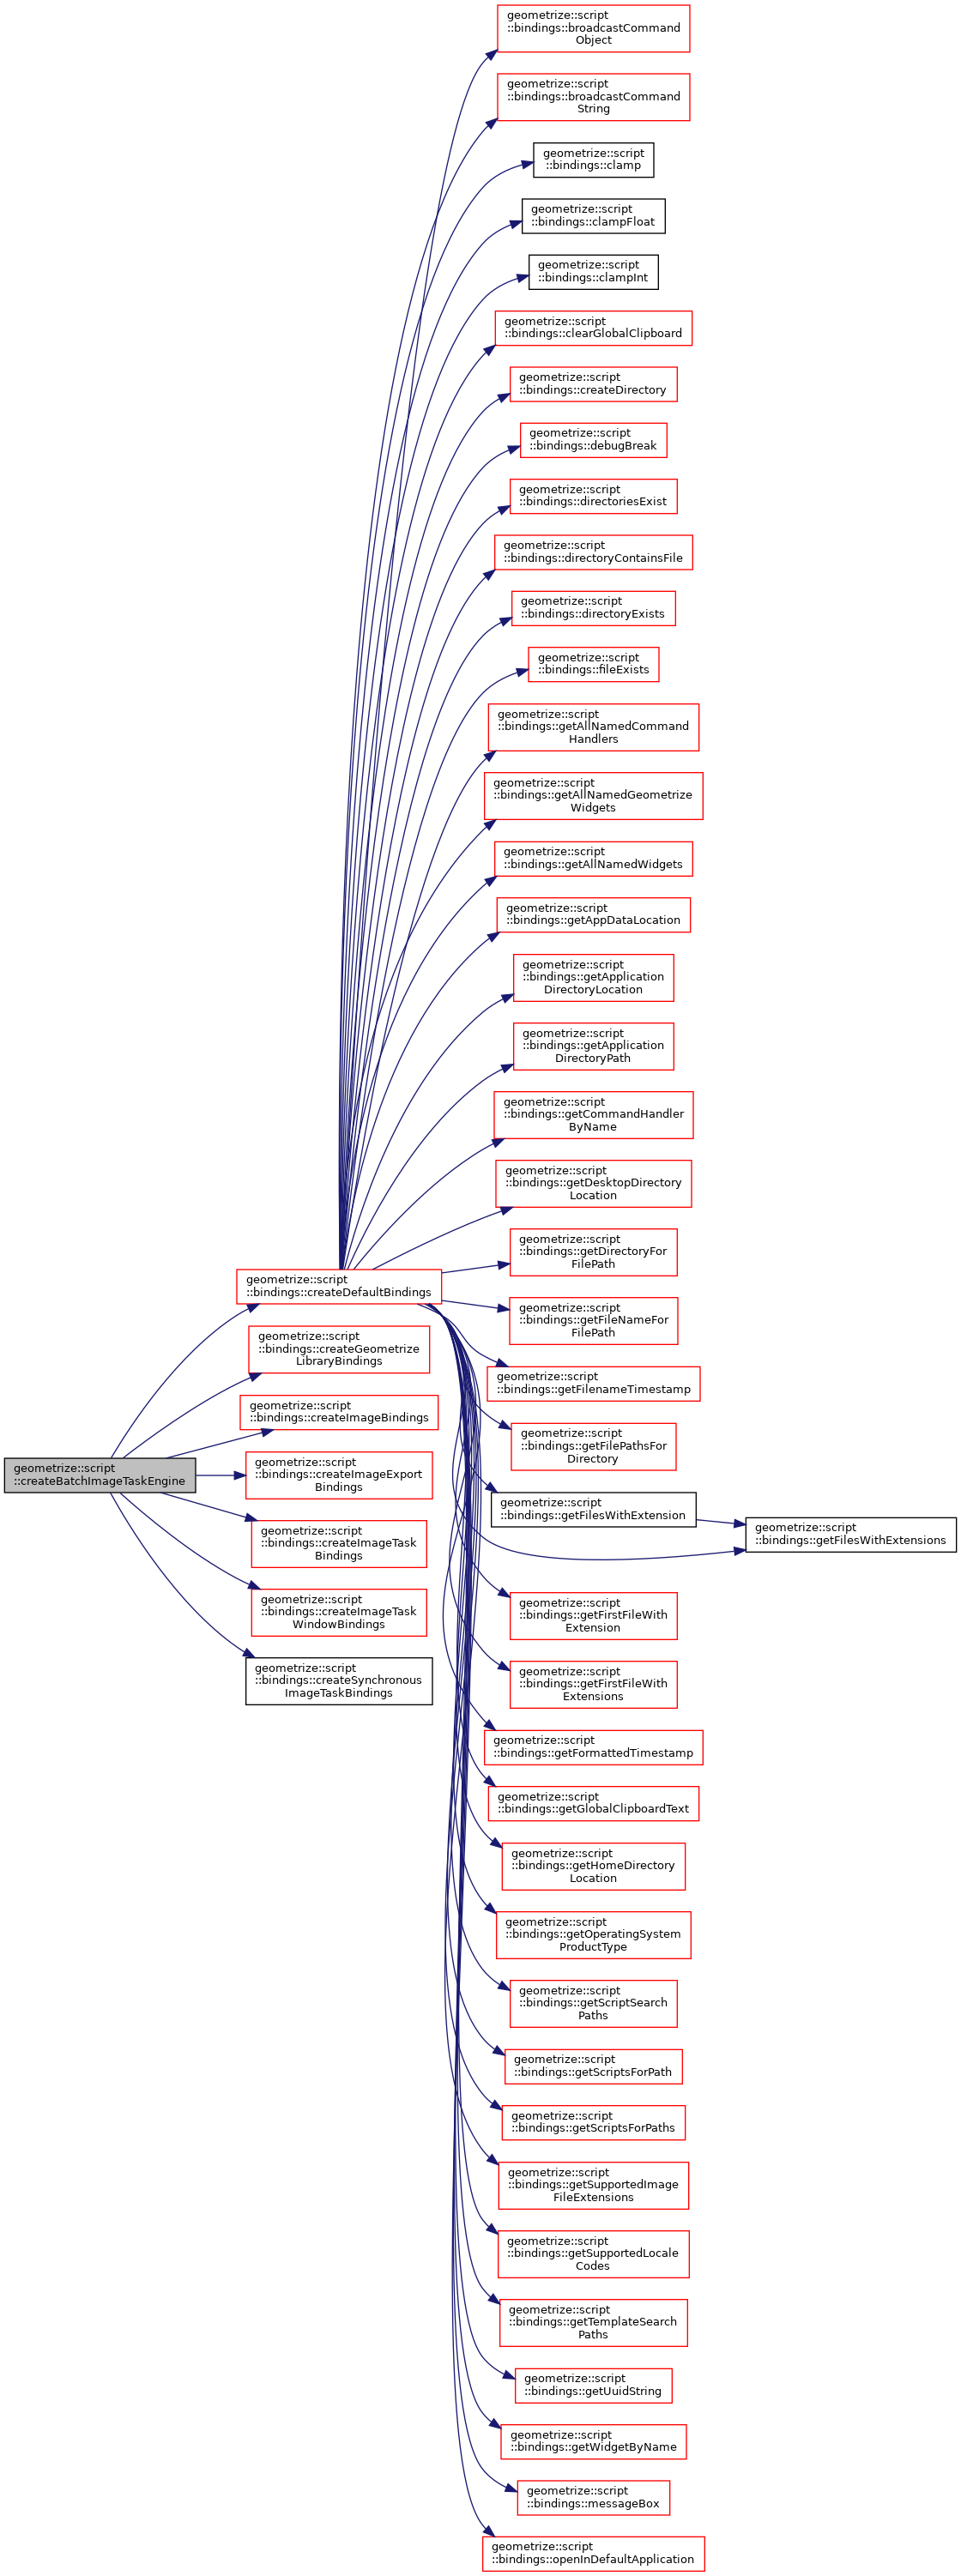 geometrize::script
::bindings::broadcastCommand
Object
geometrize::script
::bindings::broadcastCommand
String
geometrize::script
::bindings::clamp
geometrize::script
::bindings::clampFloat
geometrize::script
::bindings::clampInt
geometrize::script
::bindings::clearGlobalClipboard
geometrize::script
::bindings::createDirectory
geometrize::script
::bindings::debugBreak
geometrize::script
::bindings::directoriesExist
geometrize::script
::bindings::directoryContainsFile
geometrize::script
::bindings::directoryExists
geometrize::script
::bindings::fileExists
geometrize::script
::bindings::getAllNamedCommand
Handlers
geometrize::script
::bindings::getAllNamedGeometrize
Widgets
geometrize::script
::bindings::getAllNamedWidgets
geometrize::script
::bindings::getAppDataLocation
geometrize::script
::bindings::getApplication
DirectoryLocation
geometrize::script
::bindings::getApplication
DirectoryPath
geometrize::script
::bindings::getCommandHandler
ByName
geometrize::script
::bindings::getDesktopDirectory
Location
geometrize::script
::bindings::getDirectoryFor
FilePath
geometrize::script
::bindings::createDefaultBindings
geometrize::script
::bindings::getFileNameFor
FilePath
geometrize::script
::bindings::createGeometrize
LibraryBindings
geometrize::script
::bindings::getFilenameTimestamp
geometrize::script
::bindings::createImageBindings
geometrize::script
::bindings::getFilePathsFor
Directory
geometrize::script
::createBatchImageTaskEngine
geometrize::script
::bindings::createImageExport
Bindings
geometrize::script
::bindings::getFilesWithExtension
geometrize::script
::bindings::getFilesWithExtensions
geometrize::script
::bindings::createImageTask
Bindings
geometrize::script
::bindings::createImageTask
WindowBindings
geometrize::script
::bindings::getFirstFileWith
Extension
geometrize::script
::bindings::createSynchronous
ImageTaskBindings
geometrize::script
::bindings::getFirstFileWith
Extensions
geometrize::script
::bindings::getFormattedTimestamp
geometrize::script
::bindings::getGlobalClipboardText
geometrize::script
::bindings::getHomeDirectory
Location
geometrize::script
::bindings::getOperatingSystem
ProductType
geometrize::script
::bindings::getScriptSearch
Paths
geometrize::script
::bindings::getScriptsForPath
geometrize::script
::bindings::getScriptsForPaths
geometrize::script
::bindings::getSupportedImage
FileExtensions
geometrize::script
::bindings::getSupportedLocale
Codes
geometrize::script
::bindings::getTemplateSearch
Paths
geometrize::script
::bindings::getUuidString
geometrize::script
::bindings::getWidgetByName
geometrize::script
::bindings::messageBox
geometrize::script
::bindings::openInDefaultApplication